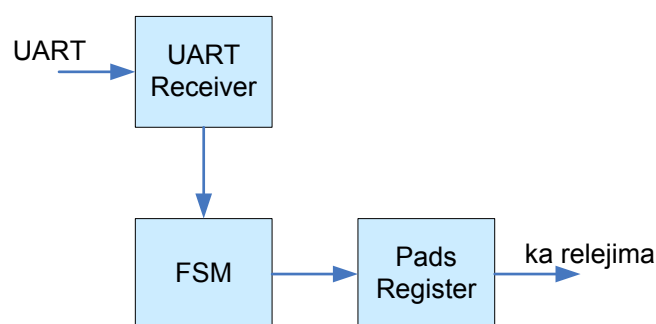 UART
UART
Receiver
FSM
Pads
Register
ka relejima